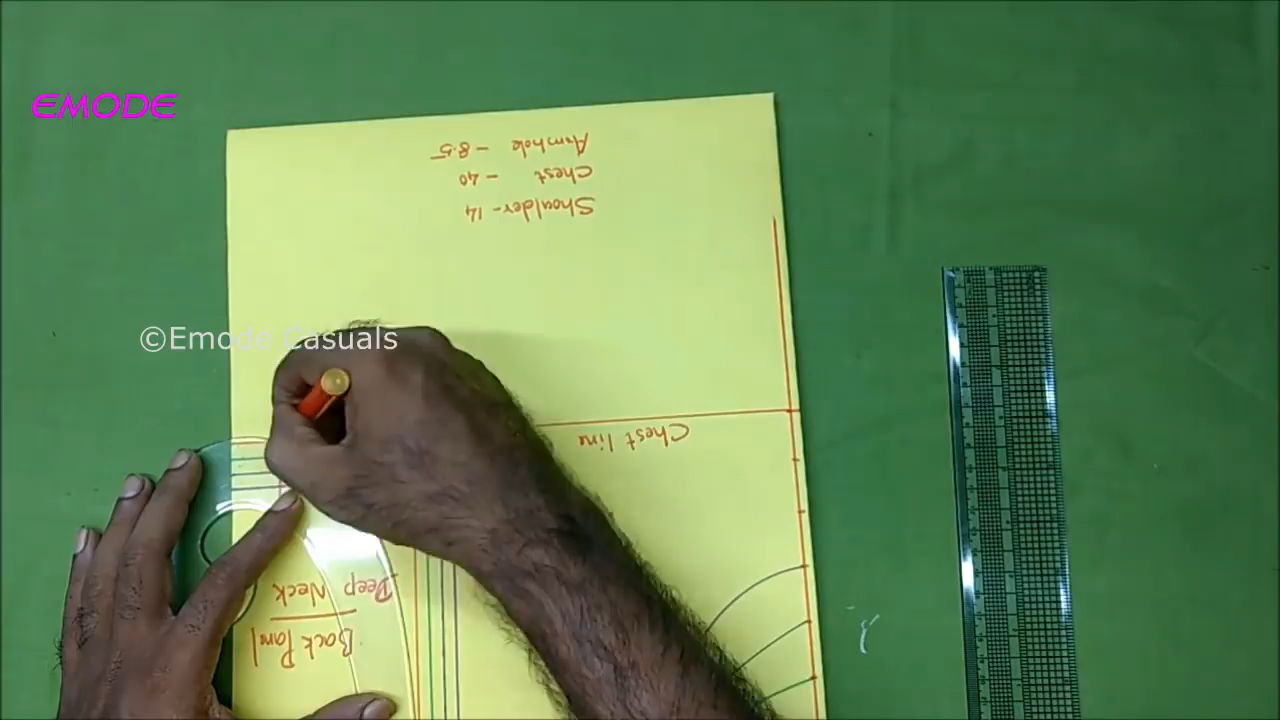 EMODE
©Emode Casuals
Shoulder - 14
Chest - 40
Armhole - 8.5
Chest line
Back Panel
Deep Neck